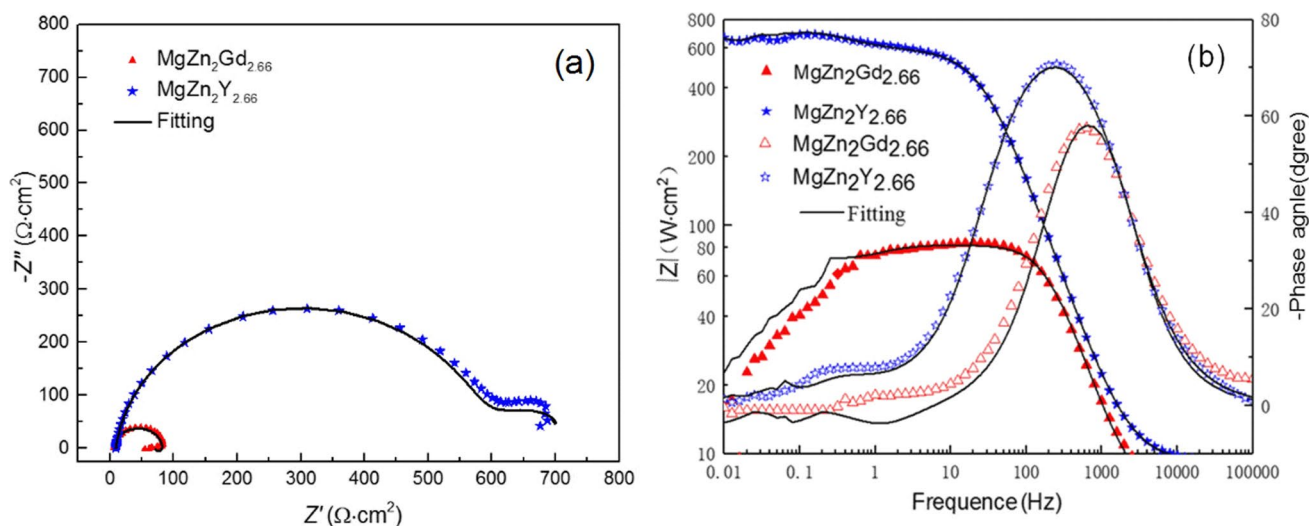 800
700
600
500
400
300
200
100
0
-Z″ (Ω·cm²)
(a)
MgZn₂Gd₂.₆₆
MgZn₂Y₂.₆₆
Fitting
0 100 200 300 400 500 600 700 800
Z′ (Ω·cm²)
800
600
400
200
100
80
60
40
20
10
|Z| (W·cm²)
(b)
MgZn₂Gd₂.₆₆
MgZn₂Y₂.₆₆
MgZn₂Gd₂.₆₆
MgZn₂Y₂.₆₆
Fitting
80
60
40
20
0
-Phase agnle(dgree)
0.01 0.1 1 10 100 1000 10000 100000
Frequence (Hz)